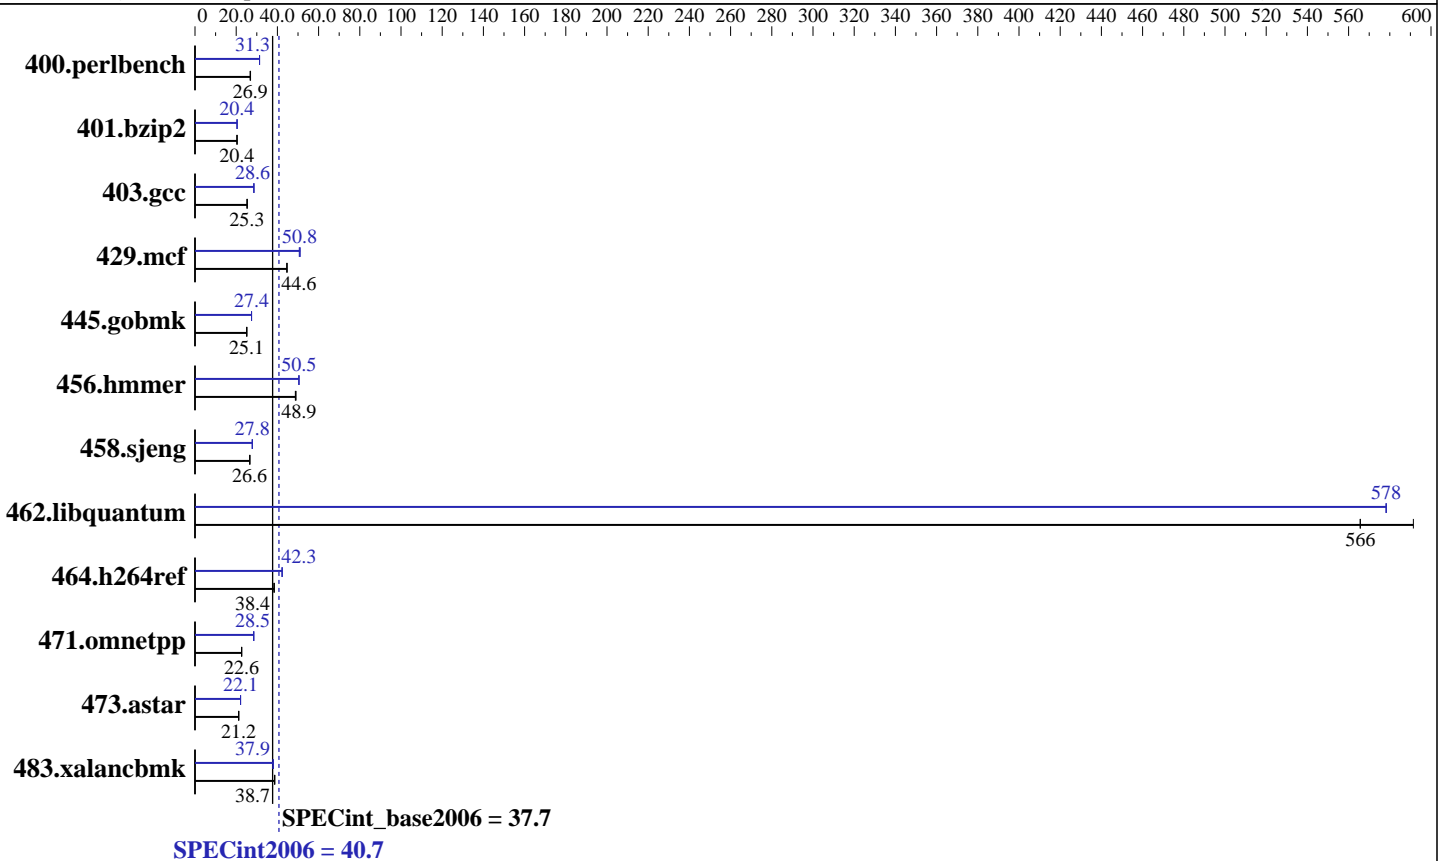 0 20.0 40.0 60.0 80.0 100 120 140 160 180 200 220 240 260 280 300 320 340 360 380 400 420 440 460 480 500 520 540 560 600
31.3
400.perlbench
26.9
20.4
401.bzip2
20.4
28.6
403.gcc
25.3
50.8
429.mcf
44.6
27.4
445.gobmk
25.1
50.5
456.hmmer
48.9
27.8
458.sjeng
26.6
578
462.libquantum
566
42.3
464.h264ref
38.4
28.5
471.omnetpp
22.6
22.1
473.astar
21.2
37.9
483.xalancbmk
38.7
SPECint_base2006 = 37.7
SPECint2006 = 40.7